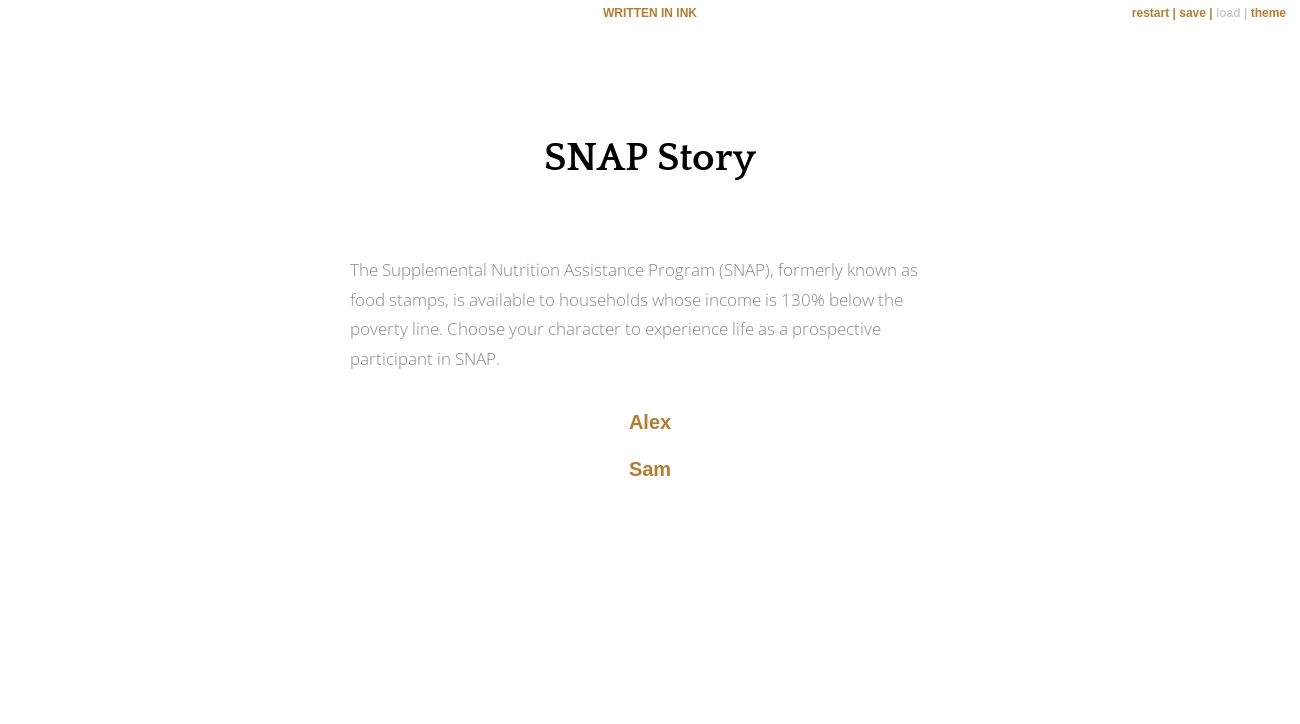 WRITTEN IN INK
restart | save | load | theme
SNAP Story
The Supplemental Nutrition Assistance Program (SNAP), formerly known as
food stamps, is available to households whose income is 130% below the
poverty line. Choose your character to experience life as a prospective
participant in SNAP.
Alex
Sam